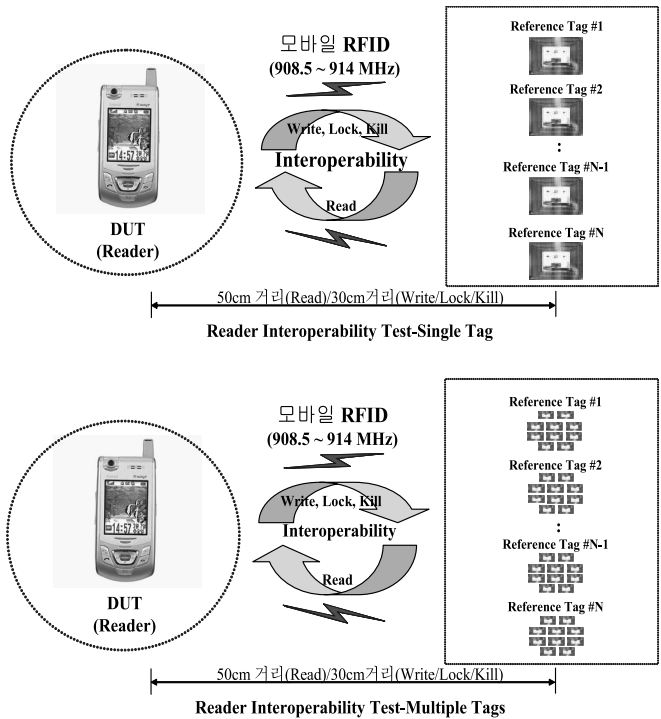 모바일 RFID
(908.5 ~ 914 MHz)
Write, Lock, Kill
Interoperability
Read
DUT
(Reader)
14:57
Reference Tag #1
Reference Tag #2
:
Reference Tag #N-1
Reference Tag #N
50cm 거리(Read)/30cm거리(Write/Lock/Kill)
Reader Interoperability Test-Single Tag
모바일 RFID
(908.5 ~ 914 MHz)
Write, Lock, Kill
Interoperability
Read
DUT
(Reader)
14:57
Reference Tag #1
Reference Tag #2
:
Reference Tag #N-1
Reference Tag #N
50cm 거리(Read)/30cm거리(Write/Lock/Kill)
Reader Interoperability Test-Multiple Tags